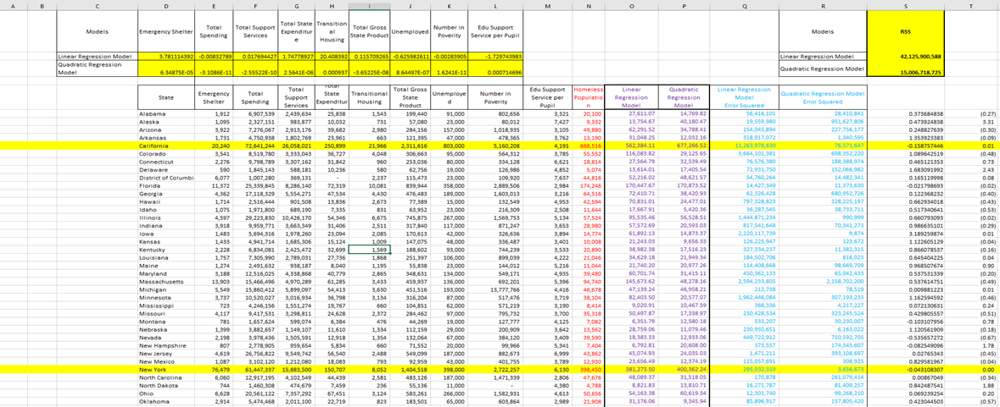 A B C D E F G H I J K L M N O P Q R S T
Models Emergency Shelter Total Spending Total Support Services Total State Expenditure Transitional Housing Total Gross State Product Unemployed Number in Poverty Edu Support Service per Pupil Models RSS
Linear Regression Model 3.781114392 -0.00832789 0.017694427 1.74778927 20.408392 0.115709265 -0.625982611 -0.00283905 -1.729743983 Linear Regression Model 42,125,900,588
Quadratic Regression Model 6.34875E-05 -3.1086E-11 -2.55522E-10 2.5641E-06 0.000937 -3.65225E-08 8.64497E-07 1.6241E-11 0.000714696 Quadratic Regression Model 15,006,718,725
State Emergency Shelter Total Spending Total Support Services Total State Expenditur Transitional Housing Total Gross State Product Unemployed Number in Poverty Edu Support Service per Pupil Homeless Population Linear Regression Model Quadratic Regression Model Linear Regression Model Error Squared Quadratic Regression Model Error Squared
Alabama 1,912 6,907,539 2,439,634 25,838 1,543 199,440 91,000 802,656 3,321 20,100 27,611.07 14,769.82 56,416,101 28,410,841 0.373684838 (0.27)
Alaska 1,095 2,327,151 983,877 10,032 731 57,080 23,000 80,012 7,427 9,332 13,754.67 40,180.47 19,559,980 951,627,806 0.473924838 3.31
Arizona 3,922 7,276,067 2,913,176 39,682 2,980 284,156 157,000 1,018,935 3,105 49,880 62,291.52 34,788.41 154,045,894 227,756,177 0.248827639 (0.30)
Arkansas 1,731 4,750,938 1,802,769 23,961 663 121,395 47,000 478,365 3,762 13,190 31,048.25 12,032.16 318,917,072 1,340,595 1.353923383 (0.09)
California 20,240 72,641,244 26,058,021 250,899 21,966 2,311,616 803,000 5,160,208 4,191 668,516 562,384.11 677,266.52 11,263,978,630 76,571,647 -0.158757446 0.01
Colorado 3,541 8,519,780 3,333,043 36,727 4,048 306,663 95,000 564,312 3,785 55,552 116,083.82 29,125.65 3,664,101,381 698,352,220 1.089642519 (0.48)
Connecticut 2,276 9,798,789 3,307,162 31,842 960 253,036 80,000 334,128 6,621 18,814 27,564.79 32,539.49 76,576,380 188,388,974 0.465121353 0.73
Delaware 590 1,845,143 588,181 10,236 580 62,756 19,000 126,986 4,852 5,074 13,614.01 17,405.54 72,931,750 152,066,982 1.683091992 2.43
District of Columbi 6,077 1,007,280 369,131 - 2,237 115,473 23,000 109,920 7,637 44,816 52,216.02 48,621.57 54,760,264 14,482,341 0.165119998 0.08
Florida 11,372 25,339,845 8,286,140 72,319 10,081 839,944 358,000 2,889,506 2,984 174,246 170,447.67 170,873.52 14,427,349 11,373,630 -0.021798693 (0.02)
Georgia 4,362 17,118,529 5,554,271 47,534 4,430 476,483 189,000 1,603,013 3,216 64,516 72,410.71 38,420.93 62,326,428 680,952,726 0.122368232 (0.40)
Hawaii 1,714 2,516,444 901,508 13,836 2,673 77,389 15,000 132,549 4,953 42,594 70,831.01 24,477.01 797,328,823 328,225,197 0.662934018 (0.43)
Idaho 1,075 1,971,800 689,190 7,335 831 63,952 23,000 216,309 2,508 11,644 17,667.91 5,420.36 36,287,545 38,733,711 0.517340641 (0.53)
Illinois 4,597 29,223,830 10,426,170 54,346 6,675 745,875 267,000 1,569,753 5,134 57,524 95,535.46 56,528.51 1,444,871,234 990,999 0.660793093 (0.02)
Indiana 3,918 9,959,771 3,663,349 31,406 2,511 317,840 117,000 871,247 3,653 28,980 57,572.69 20,593.03 817,541,648 70,341,273 0.986635101 (0.29)
Iowa 1,483 5,694,316 1,978,260 23,094 2,085 170,613 42,000 326,636 3,894 14,774 61,892.13 14,873.37 2,220,117,739 9,874 3.189259874 0.01
Kansas 1,433 4,941,714 1,685,306 15,124 1,009 147,075 48,000 336,487 3,401 10,008 21,243.03 9,656.33 126,225,947 123,672 1.122605129 (0.04)
Kentucky 2,228 6,834,081 2,425,472 32,699 1,569 188,602 93,000 744,239 3,533 20,890 38,982.38 17,516.23 327,334,237 11,382,315 0.866078537 (0.16)
Louisiana 1,757 7,305,990 2,789,031 27,736 1,868 251,397 106,000 899,039 4,222 21,046 34,629.18 21,949.34 184,502,706 816,023 0.645404225 0.04
Maine 1,274 2,491,632 938,187 8,040 1,195 55,838 23,000 144,012 5,216 11,044 21,740.20 20,977.26 114,408,668 98,669,709 0.968507674 0.90
Maryland 3,188 12,516,025 4,338,868 40,779 2,865 348,631 134,000 549,171 4,935 39,480 60,701.74 31,415.11 450,362,133 65,042,433 0.537531339 (0.20)
Massachusetts 13,903 15,466,496 4,970,289 61,276 3,433 459,937 136,000 692,201 5,396 94,740 145,673.62 48,278.16 2,594,233,805 2,158,702,200 0.537614751 (0.49)
Michigan 5,549 15,860,412 5,899,097 54,413 3,630 451,516 193,000 13,777,766 4,416 46,678 47,139.24 46,958.21 212,738 78,519 0.009881223 0.01
Minnesota 3,737 10,520,027 3,016,934 36,798 3,134 316,204 87,000 517,476 3,719 38,104 82,403.50 20,577.07 1,962,446,084 307,193,233 1.162594592 (0.46)
Mississippi 723 4,246,156 1,551,274 19,767 660 104,851 62,000 571,219 3,190 8,414 9,020.91 10,467.59 368,336 4,217,227 0.072130631 0.24
Missouri 4,117 9,417,531 3,298,811 24,628 2,372 284,462 97,000 795,732 3,700 35,318 50,497.87 17,338.97 230,428,534 323,245,524 0.429805557 (0.51)
Montana 781 1,657,624 599,074 6,384 476 44,269 19,000 127,777 4,125 7,082 6,351.79 12,580.18 533,207 30,230,007 -0.103107956 0.78
Nebraska 1,399 3,882,657 1,149,107 11,610 1,334 112,159 29,000 200,909 3,642 13,562 28,759.06 11,079.46 230,950,651 6,163,022 1.120561909 (0.18)
Nevada 2,198 3,978,436 1,505,591 12,918 1,354 132,064 67,000 384,120 3,409 39,590 18,383.33 12,933.06 449,722,912 710,592,705 -0.535657272 (0.67)
New Hampshire 807 2,778,905 959,654 5,834 660 71,552 20,000 99,966 5,341 7,404 6,792.81 20,608.00 373,557 174,345,607 -0.082549096 1.78
New Jersey 4,619 26,756,822 9,549,742 56,540 2,488 549,099 187,000 882,673 6,999 43,862 45,074.93 24,035.03 1,471,211 393,108,697 0.02765343 (0.45)
New Mexico 1,087 3,102,120 1,212,080 18,083 793 92,959 43,000 401,755 3,789 12,930 23,656.49 12,374.19 115,057,691 308,925 0.829581967 (0.04)
New York 76,479 61,447,337 15,883,500 150,707 8,052 1,404,518 398,000 2,722,257 6,130 398,450 381,273.50 400,362.24 295,032,319 3,656,673 -0.043108307 0.00
North Carolina 6,060 12,917,195 4,102,549 44,439 2,581 483,126 187,000 1,471,339 2,806 47,676 48,089.37 31,518.05 170,878 261,079,414 0.00867049 (0.34)
North Dakota 744 1,460,308 474,679 7,459 236 55,136 11,000 - 4,380 4,788 8,821.83 13,810.71 16,271,787 81,409,257 0.842487541 1.88
Ohio 6,628 20,561,122 7,357,292 67,451 3,124 583,261 266,000 1,582,931 4,613 50,656 54,163.38 60,619.34 12,301,740 99,268,210 0.069239254 0.20
Oklahoma 2,914 5,474,468 2,011,100 22,719 823 183,501 65,000 603,864 2,989 21,908 31,176.06 9,345.94 85,896,917 157,805,420 0.423044503 (0.57)